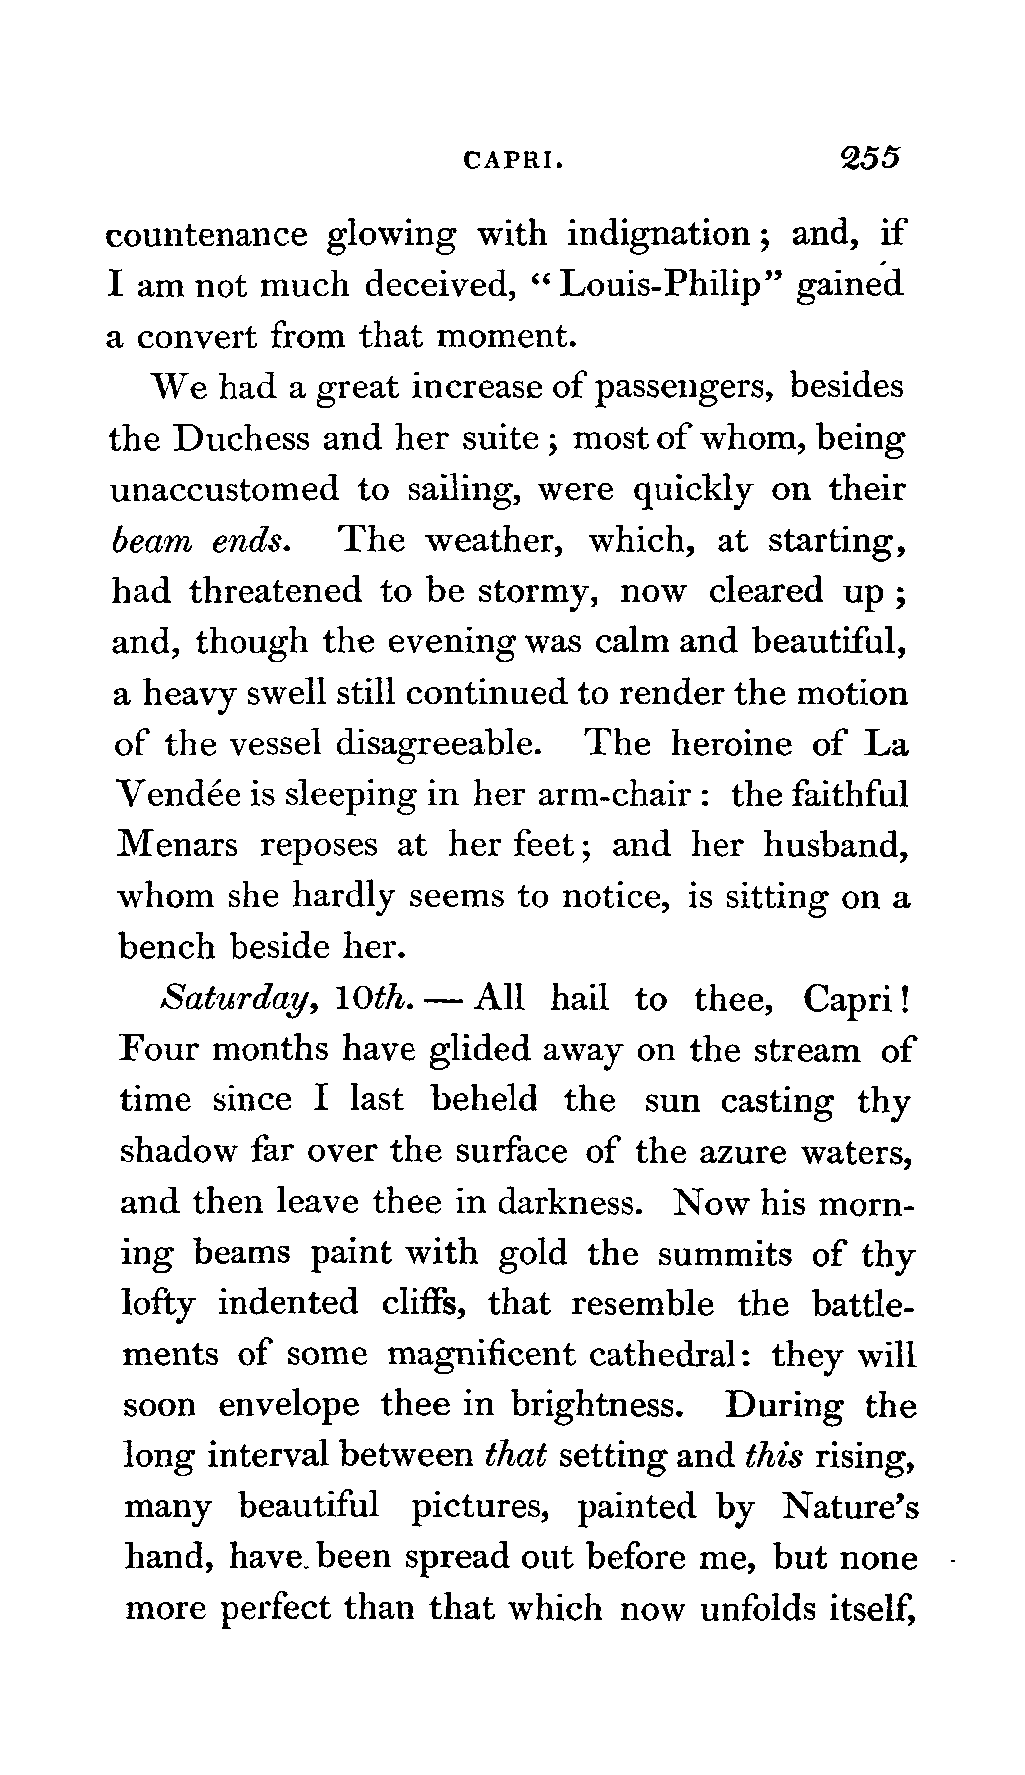 CAPRI. 255
countenance glowing with indignation; and, if
I am not much deceived, “Louis-Philip” gained
a convert from that moment.
We had a great increase of passengers, besides
the Duchess and her suite; most of whom, being
unaccustomed to sailing, were quickly on their
beam ends. The weather, which, at starting,
had threatened to be stormy, now cleared up;
and, though the evening was calm and beautiful,
a heavy swell still continued to render the motion
of the vessel disagreeable. The heroine of La
Vendée is sleeping in her arm-chair: the faithful
Menars reposes at her feet; and her husband,
whom she hardly seems to notice, is sitting on a
bench beside her.
Saturday, 10th. — All hail to thee, Capri!
Four months have glided away on the stream of
time since I last beheld the sun casting thy
shadow far over the surface of the azure waters,
and then leave thee in darkness. Now his morn-
ing beams paint with gold the summits of thy
lofty indented cliffs, that resemble the battle-
ments of some magnificent cathedral: they will
soon envelope thee in brightness. During the
long interval between that setting and this rising,
many beautiful pictures, painted by Nature’s
hand, have been spread out before me, but none
more perfect than that which now unfolds itself,